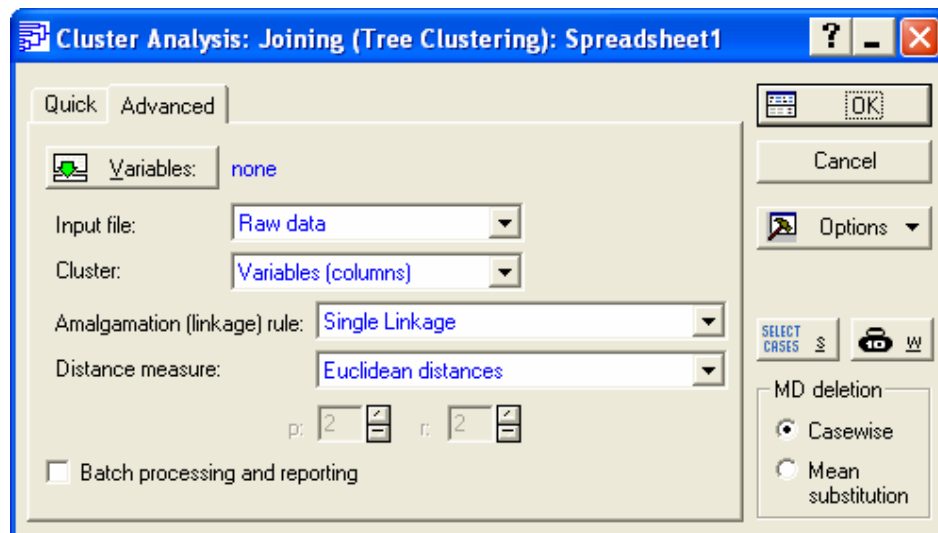 Cluster Analysis: Joining (Tree Clustering): Spreadsheet1
?
Quick Advanced
OK
Variables: none
Cancel
Input file: Raw data
Options
Cluster: Variables (columns)
Amalgamation (linkage) rule: Single Linkage
SELECT CASES S
W
Distance measure: Euclidean distances
MD deletion
p: 2 r: 2
Casewise
Batch processing and reporting
Mean
substitution